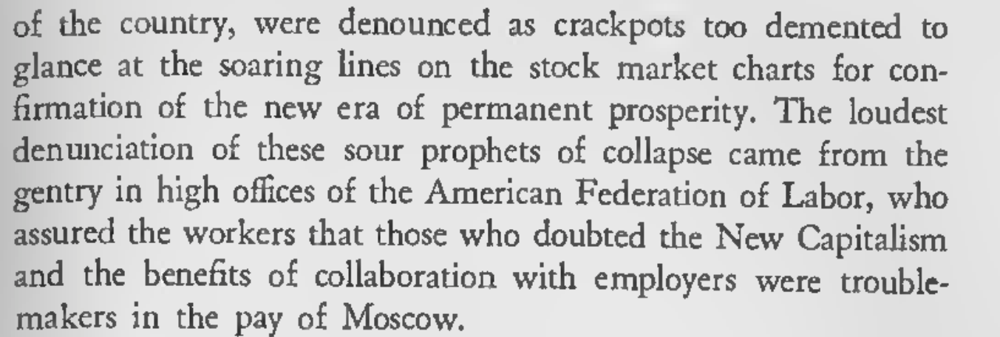 of the country, were denounced as crackpots too demented to
glance at the soaring lines on the stock market charts for con-
firmation of the new era of permanent prosperity. The loudest
denunciation of these sour prophets of collapse came from the
gentry in high offices of the American Federation of Labor, who
assured the workers that those who doubted the New Capitalism
and the benefits of collaboration with employers were trouble-
makers in the pay of Moscow.